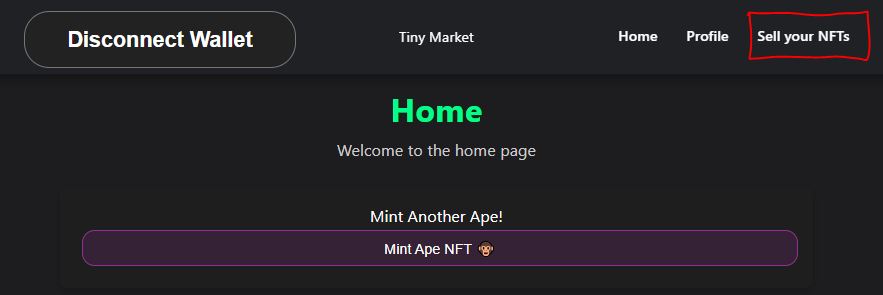 Disconnect Wallet
Tiny Market
Home
Profile
Sell your NFTs
Home
Welcome to the home page
Mint Another Ape!
Mint Ape NFT 🐵